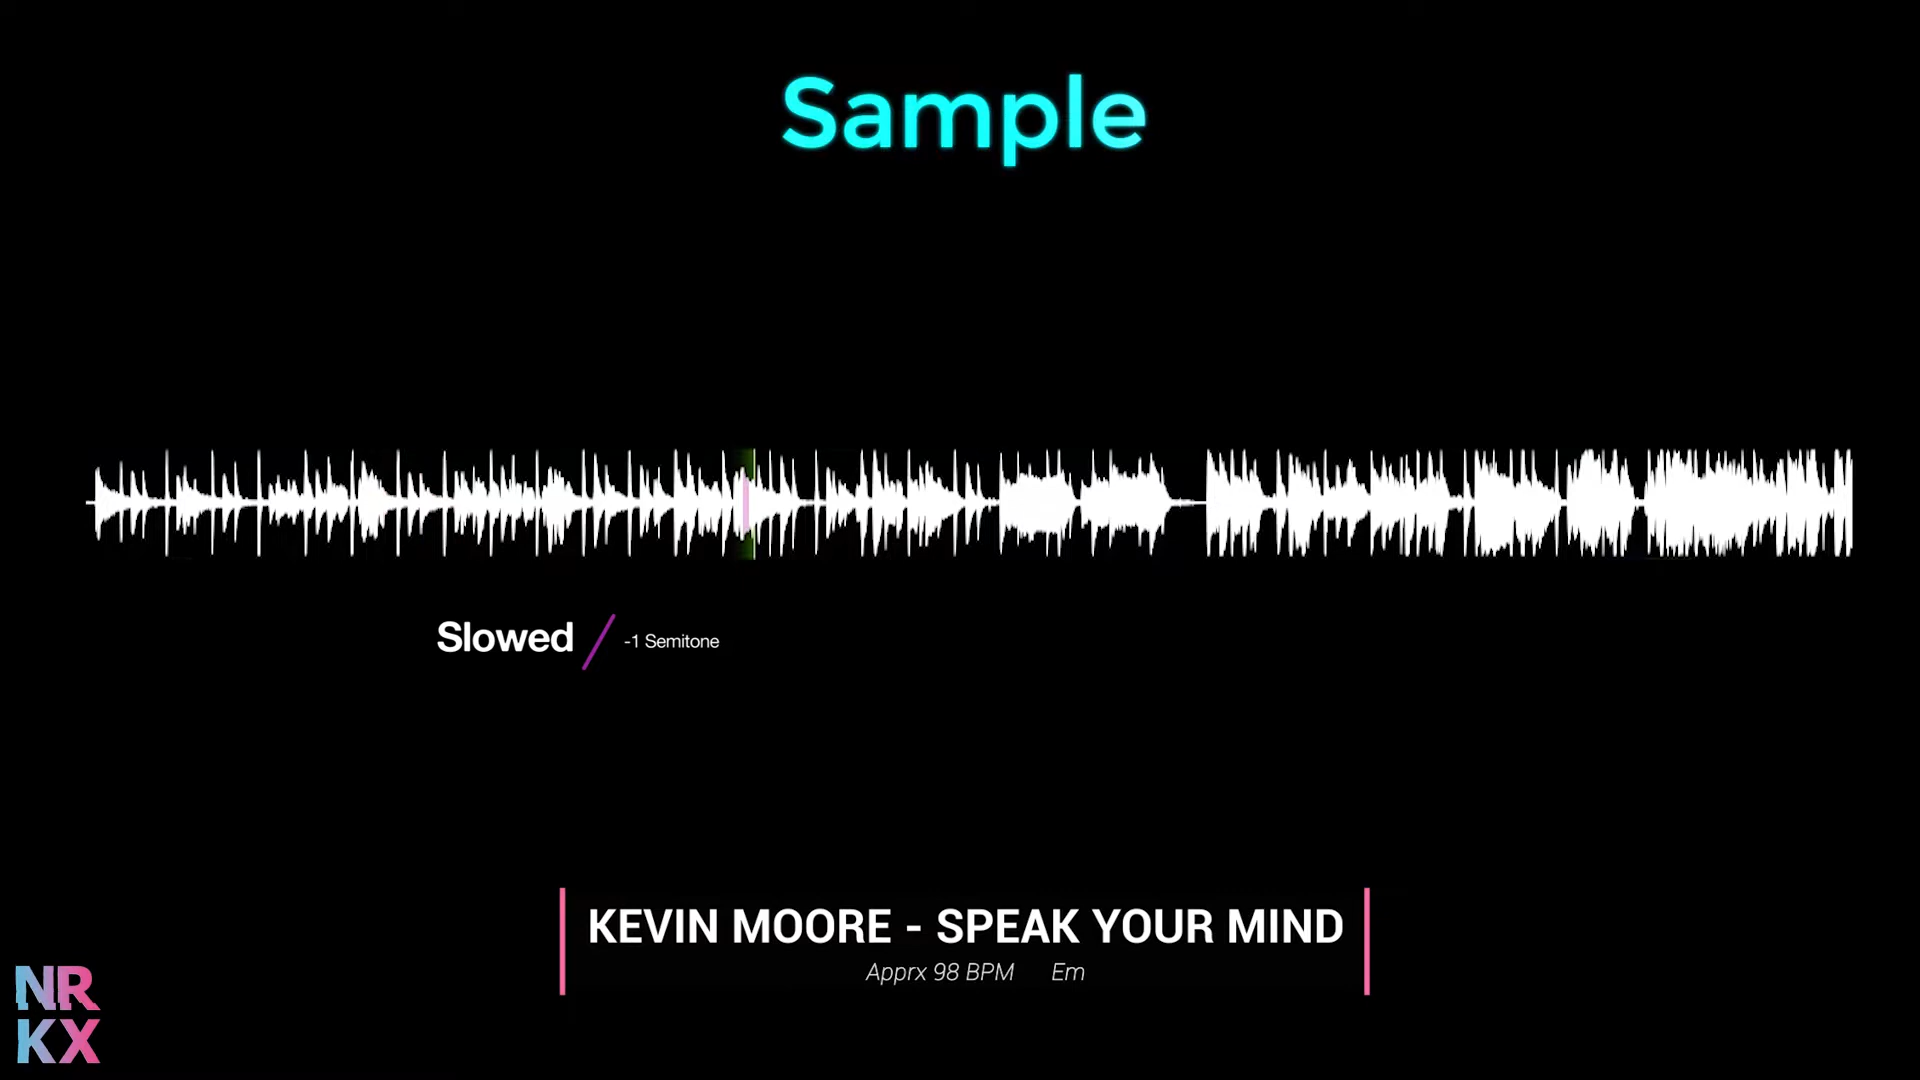 Sample
Slowed
-1 Semitone
KEVIN MOORE - SPEAK YOUR MIND
Apprx 98 BPM Em
NR
KX